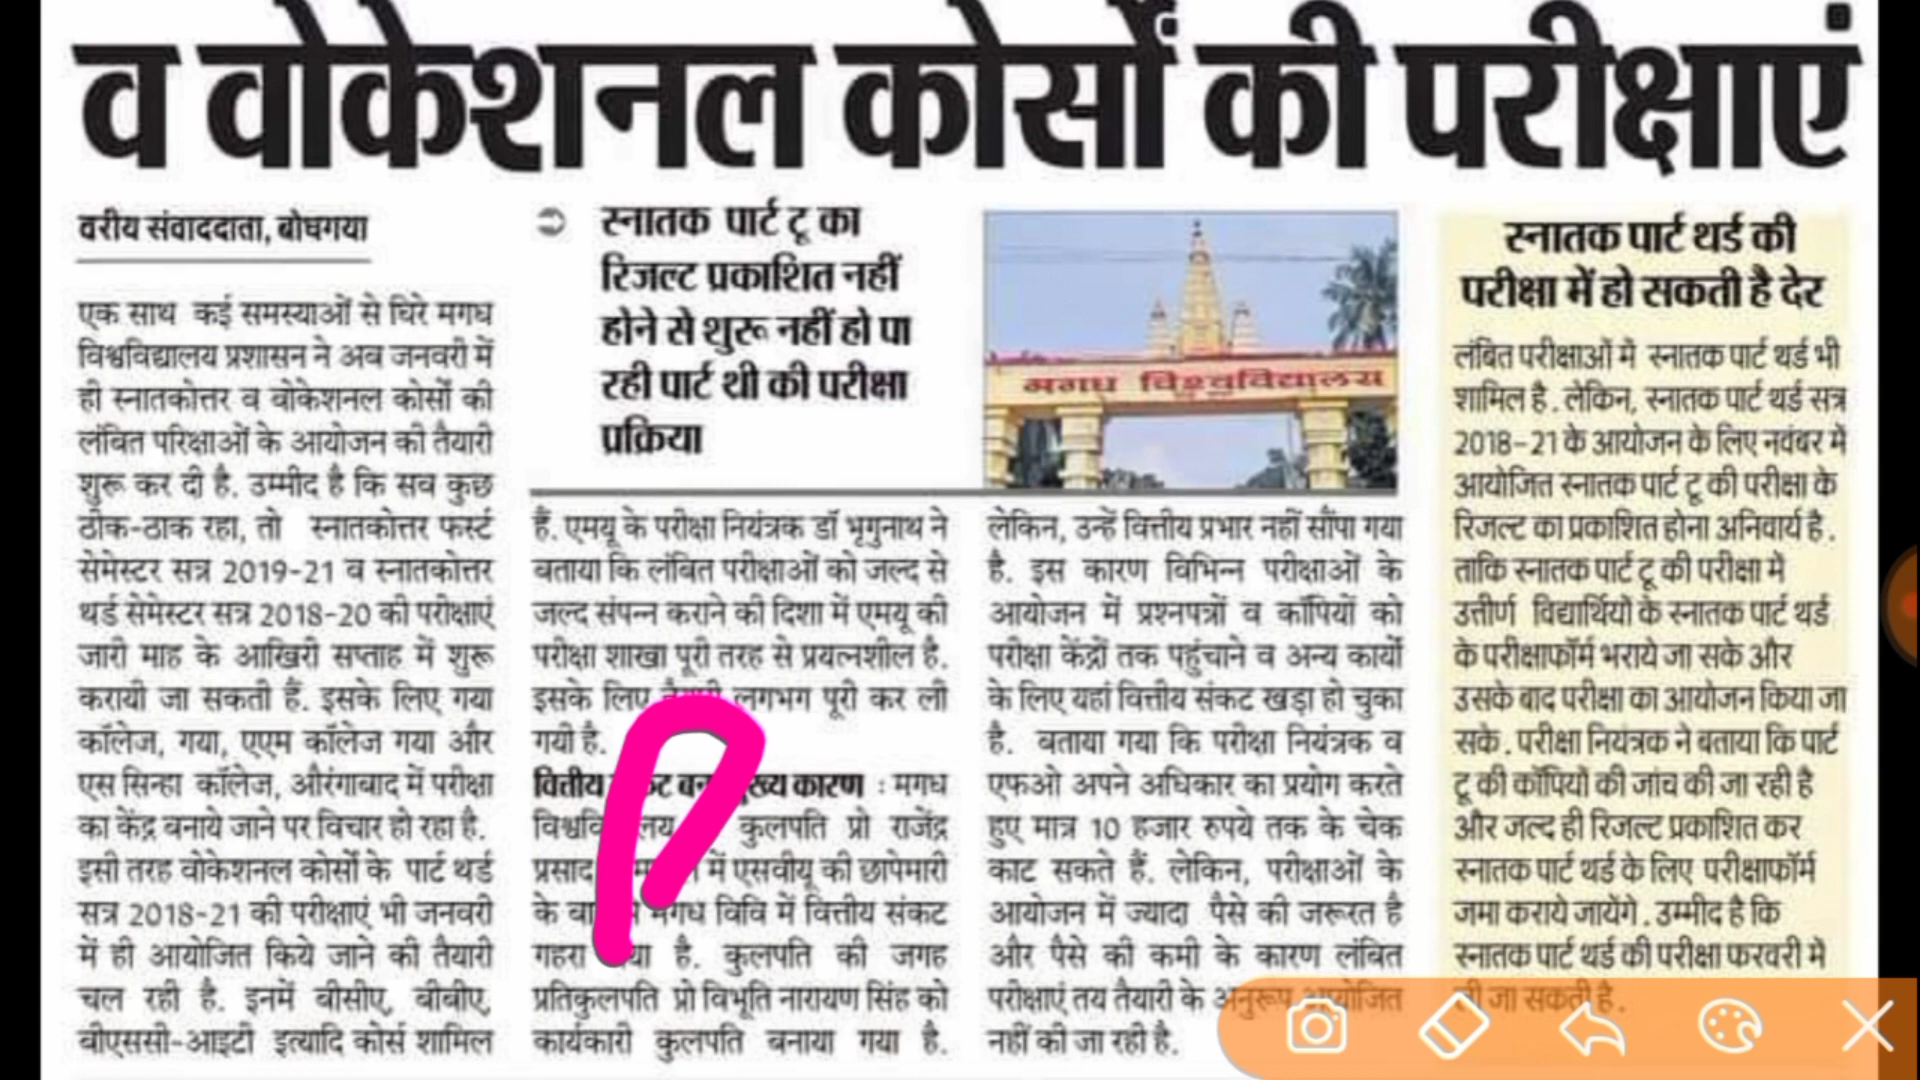 व वोकेशनल कोर्सों की परीक्षाएं
वरीय संवाददाता, बोधगया
एक साथ कई समस्याओं से घिरे मगध
विश्वविद्यालय प्रशासन ने अब जनवरी में
ही स्नातकोत्तर व वोकेशनल कोर्सों की
लंबित परिक्षाओं के आयोजन की तैयारी
शुरू कर दी है. उम्मीद है कि सब कुछ
ठीक-ठाक रहा, तो स्नातकोत्तर फर्स्ट
सेमेस्टर सत्र 2019-21 व स्नातकोत्तर
थर्ड सेमेस्टर सत्र 2018-20 की परीक्षाएं
जारी माह के आखिरी सप्ताह में शुरू
करायी जा सकती हैं. इसके लिए गया
कॉलेज, गया, एएम कॉलेज गया और
एस सिन्हा कॉलेज, औरंगाबाद में परीक्षा
का केंद्र बनाये जाने पर विचार हो रहा है.
इसी तरह वोकेशनल कोर्सों के पार्ट थर्ड
सत्र 2018-21 की परीक्षाएं भी जनवरी
में ही आयोजित किये जाने की तैयारी
चल रही है. इनमें बीसीए, बीबीए,
बीएससी-आइटी इत्यादि कोर्स शामिल
स्नातक पार्ट टू का
रिजल्ट प्रकाशित नहीं
होने से शुरू नहीं हो पा
रही पार्ट थ्री की परीक्षा
प्रक्रिया
मगध विश्वविद्यालय
हैं. एमयू के परीक्षा नियंत्रक डॉ भृगुनाथ ने
बताया कि लंबित परीक्षाओं को जल्द से
जल्द संपन्न कराने की दिशा में एमयू की
परीक्षा शाखा पूरी तरह से प्रयत्नशील है.
इसके लिए लगभग पूरी कर ली
गयी है.
वित्तीय मुख्य कारण : मगध
कुलपति प्रो राजेंद्र
प्रसाद में एसवीयू की छापेमारी
के मगध विवि में वित्तीय संकट
गहरा है. कुलपति की जगह
प्रतिकुलपति प्रो विभूति नारायण सिंह को
कार्यकारी कुलपति बनाया गया है.
लेकिन, उन्हें वित्तीय प्रभार नहीं सौंपा गया
है. इस कारण विभिन्न परीक्षाओं के
आयोजन में प्रश्नपत्रों व कॉपियों को
परीक्षा केंद्रों तक पहुंचाने व अन्य कार्यों
के लिए यहां वित्तीय संकट खड़ा हो चुका
है. बताया गया कि परीक्षा नियंत्रक व
एफओ अपने अधिकार का प्रयोग करते
हुए मात्र 10 हजार रुपये तक के चेक
काट सकते हैं. लेकिन, परीक्षाओं के
आयोजन में ज्यादा पैसे की जरूरत है
और पैसे की कमी के कारण लंबित
परीक्षाएं तय तैयारी के अनुरूप आयोजित
नहीं की जा रही है.
स्नातक पार्ट थर्ड की
परीक्षा में हो सकती है देर
लंबित परीक्षाओं में स्नातक पार्ट थर्ड भी
शामिल है. लेकिन, स्नातक पार्ट थर्ड सत्र
2018-21 के आयोजन के लिए नवंबर में
आयोजित स्नातक पार्ट टू की परीक्षा के
रिजल्ट का प्रकाशित होना अनिवार्य है.
ताकि स्नातक पार्ट टू की परीक्षा में
उत्तीर्ण विद्यार्थियों के स्नातक पार्ट थर्ड
के परीक्षाफॉर्म भराये जा सके और
उसके बाद परीक्षा का आयोजन किया जा
सके. परीक्षा नियंत्रक ने बताया कि पार्ट
टू की कॉपियों की जांच की जा रही है
और जल्द ही रिजल्ट प्रकाशित कर
स्नातक पार्ट थर्ड के लिए परीक्षाफॉर्म
जमा कराये जायेंगे. उम्मीद है कि
स्नातक पार्ट थर्ड की परीक्षा फरवरी में
ली जा सकती है.